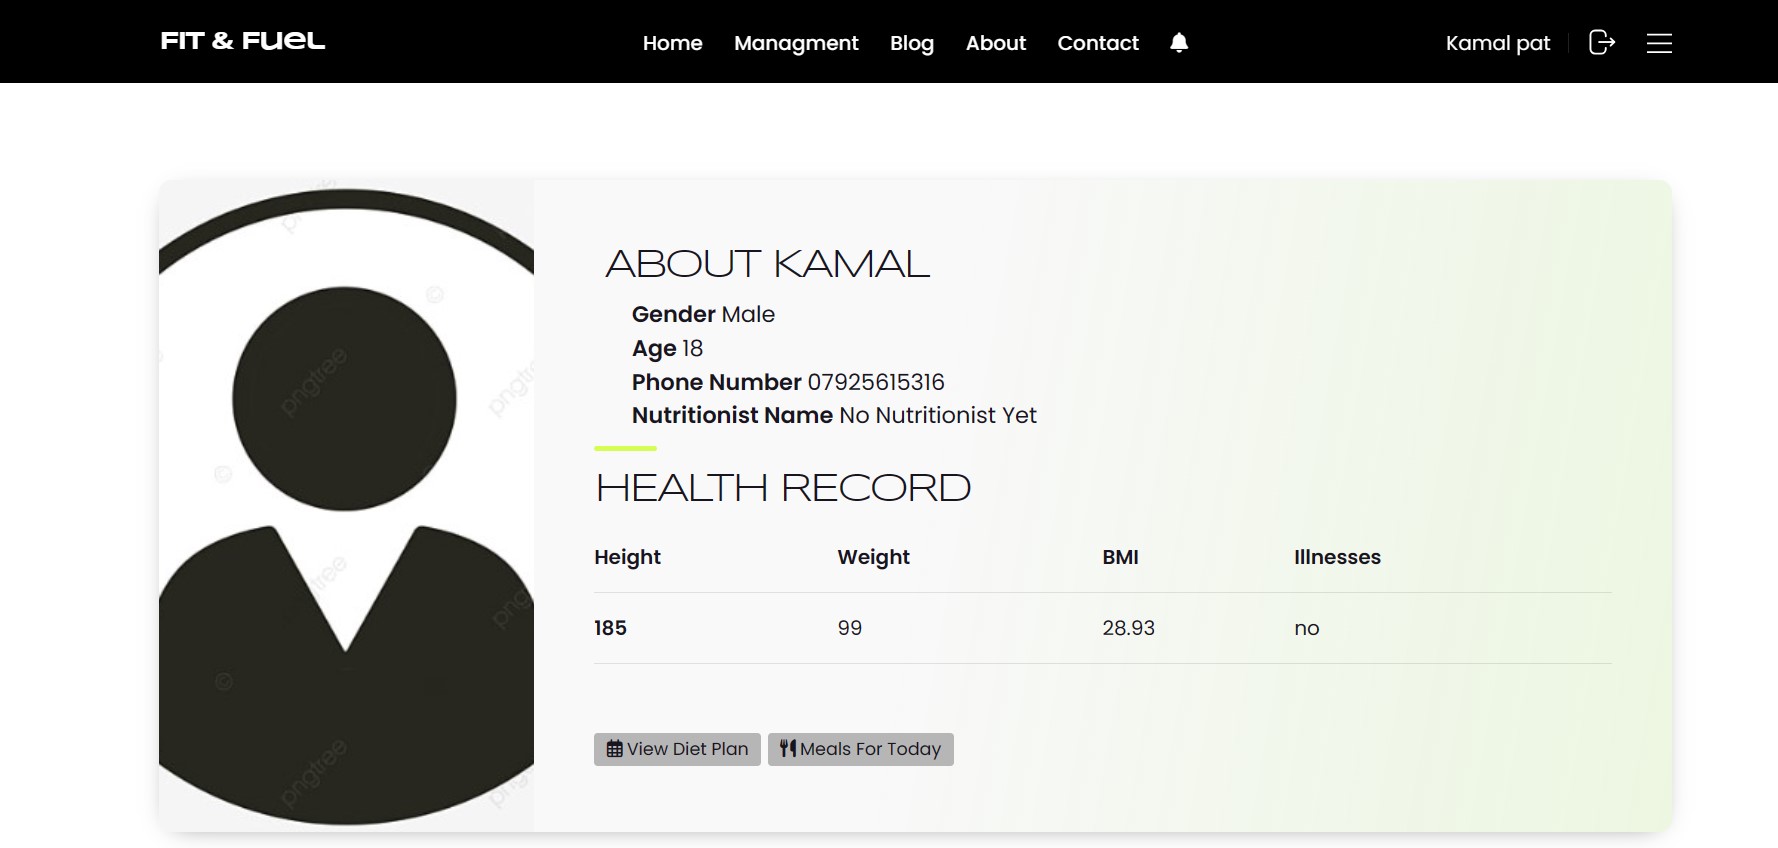 FIT & FUEL
Home Managment Blog About Contact
Kamal pat
ABOUT KAMAL
Gender Male
Age 18
Phone Number 07925615316
Nutritionist Name No Nutritionist Yet
HEALTH RECORD
Height Weight BMI Illnesses
185 99 28.93 no
View Diet Plan Meals For Today
pngtree
pngtree
pngtree